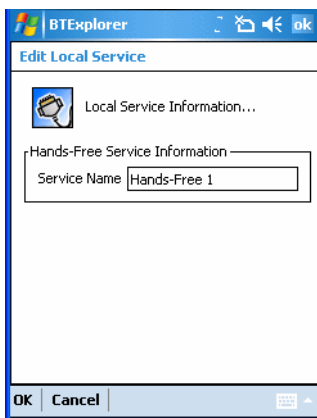 BTExplorer ok
Edit Local Service
Local Service Information...
Hands-Free Service Information
Service Name Hands-Free 1
OK Cancel